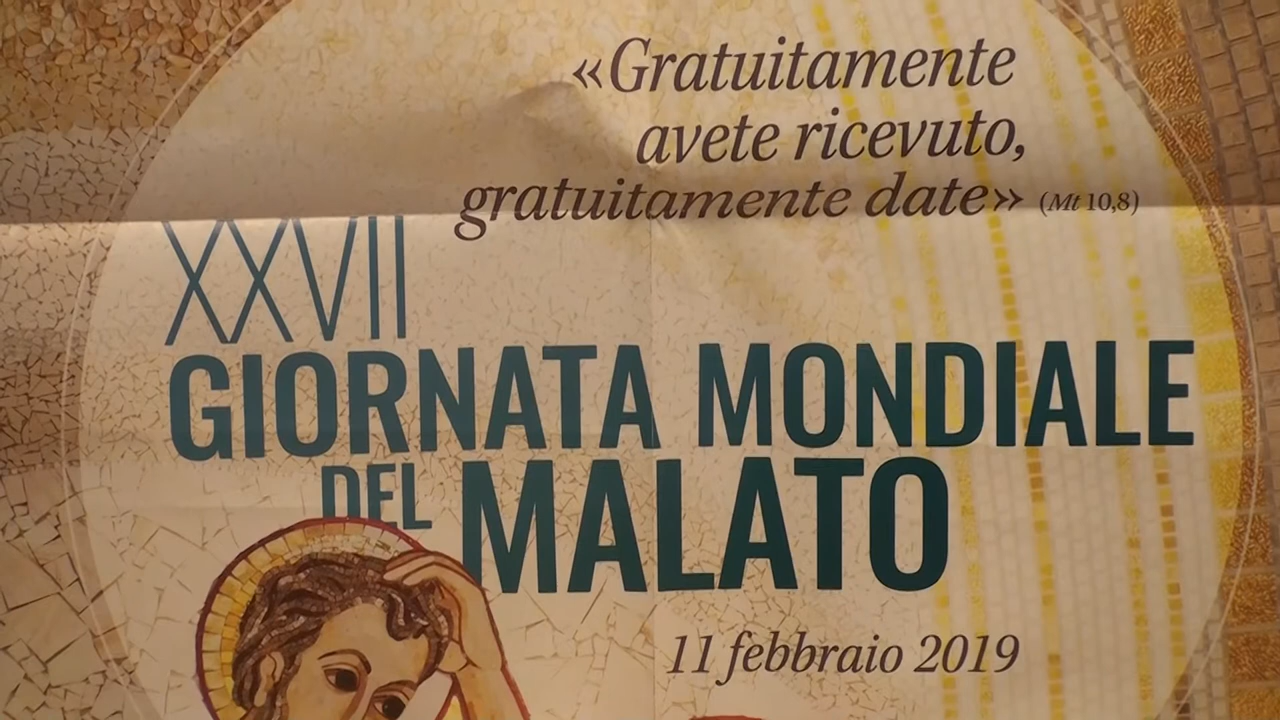 «Gratuitamente
avete ricevuto,
gratuitamente date» (Mt 10,8)
XXVII
GIORNATA MONDIALE
DEL MALATO
11 febbraio 2019